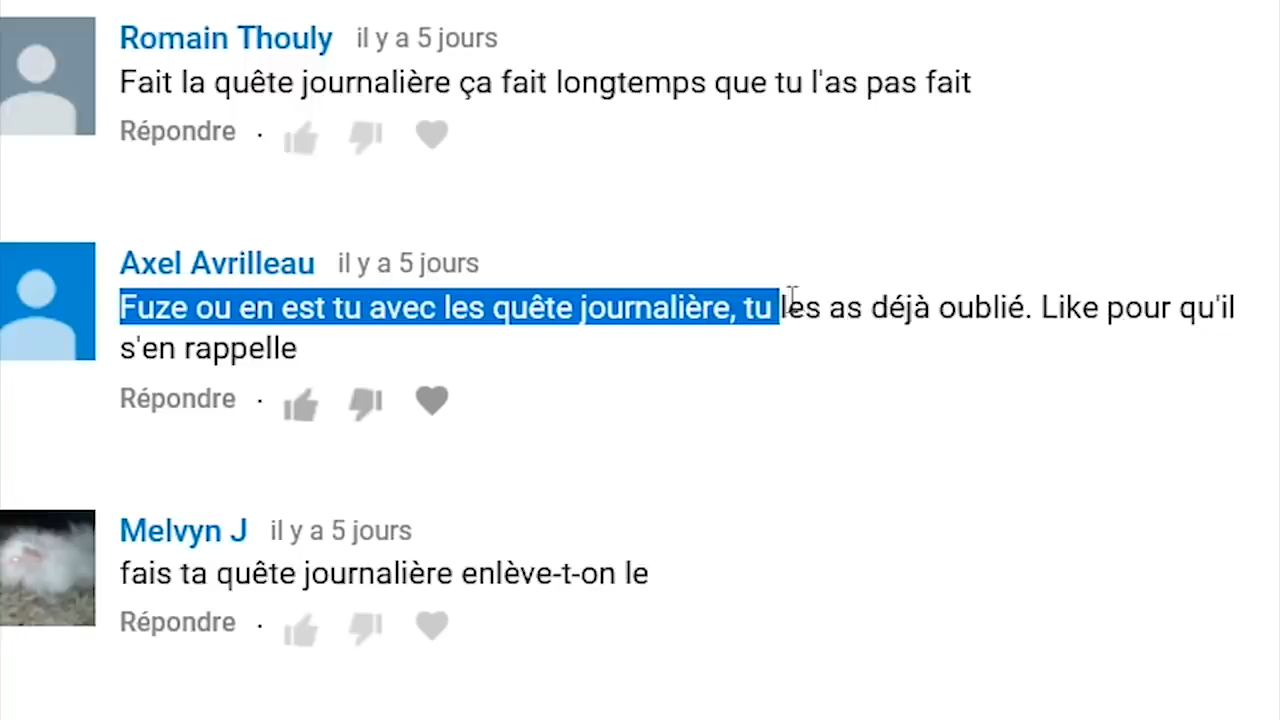 Romain Thouly il y a 5 jours
Fait la quête journalière ça fait longtemps que tu l'as pas fait
Répondre ·
Axel Avrilleau il y a 5 jours
Fuze ou en est tu avec les quête journalière, tu les as déjà oublié. Like pour qu'il
s'en rappelle
Répondre ·
Melvyn J il y a 5 jours
fais ta quête journalière enlève-t-on le
Répondre ·